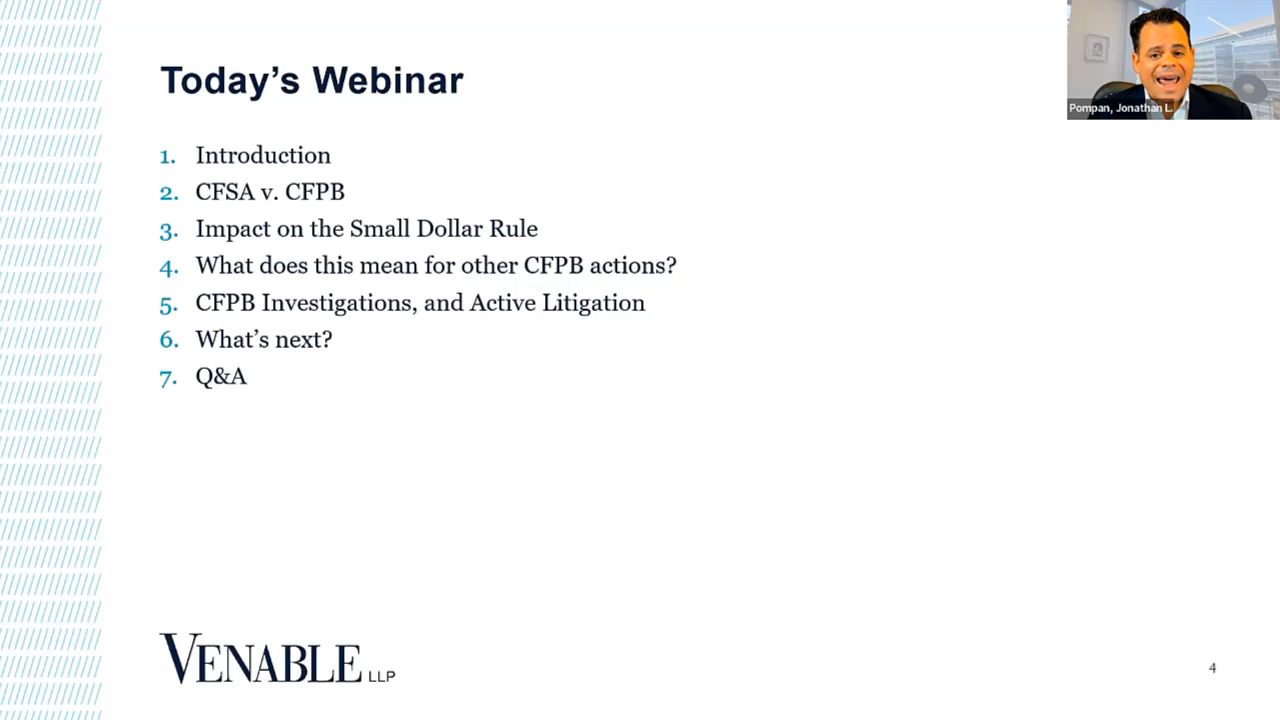 Today's Webinar
Pompan, Jonathan L.
1. Introduction
2. CFSA v. CFPB
3. Impact on the Small Dollar Rule
4. What does this mean for other CFPB actions?
5. CFPB Investigations, and Active Litigation
6. What's next?
7. Q&A
VENABLE LLP
4